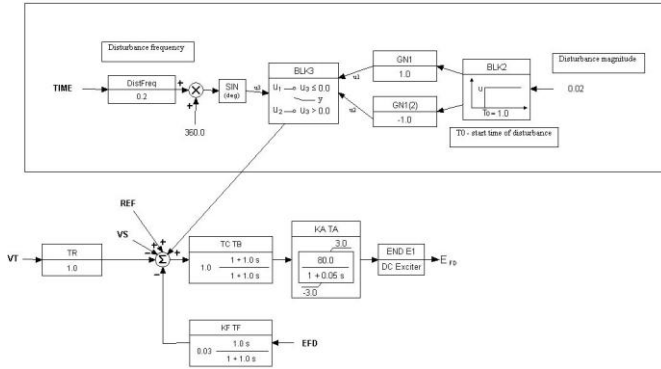 Disturbance frequency
TIME
DistFreq
0.2
+
+
360.0
SIN
(deg)
u3
BLK3
u₁ u₃ ≤ 0.0
y
u₂ u₃ > 0.0
u1
u2
GN1
1.0
GN1(2)
-1.0
BLK2
u
T0 = 1.0
Disturbance magnitude
0.02
T0 - start time of disturbance
REF
VS
VT
TR
1.0
+
+
+
−
−
Σ
+
TC TB
1.0
1 + 1.0 s
1 + 1.0 s
KA TA
3.0
80.0
1 + 0.05 s
-3.0
END E1
DC Exciter
E FD
KF TF
0.03
1.0 s
1 + 1.0 s
EFD